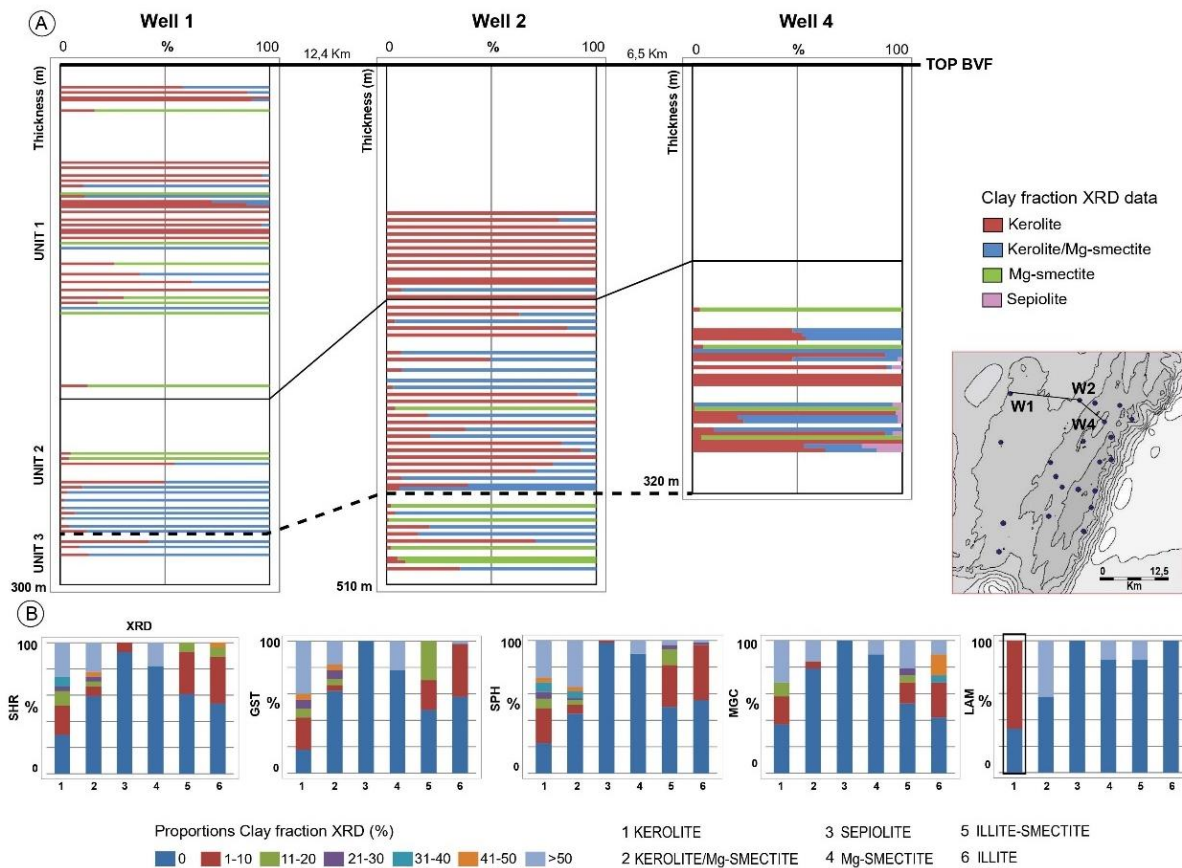 A
Well 1
Well 2
Well 4
0 % 100
12,4 Km
0 % 100
6,5 Km
0 % 100
TOP BVF
Thickness (m)
Thickness (m)
Thickness (m)
UNIT 1
UNIT 2
UNIT 3
300 m
510 m
320 m
Clay fraction XRD data
Kerolite
Kerolite/Mg-smectite
Mg-smectite
Sepiolite
W1
W2
W4
0 12,5
Km
B
XRD
100
SHR
%
0
1 2 3 4 5 6
100
GST
%
0
1 2 3 4 5 6
100
SPH
%
0
1 2 3 4 5 6
100
MGC
%
0
1 2 3 4 5 6
100
LAM
%
0
1 2 3 4 5 6
Proportions Clay fraction XRD (%)
0 1-10 11-20 21-30 31-40 41-50 >50
1 KEROLITE
2 KEROLITE/Mg-SMECTITE
3 SEPIOLITE
4 Mg-SMECTITE
5 ILLITE-SMECTITE
6 ILLITE